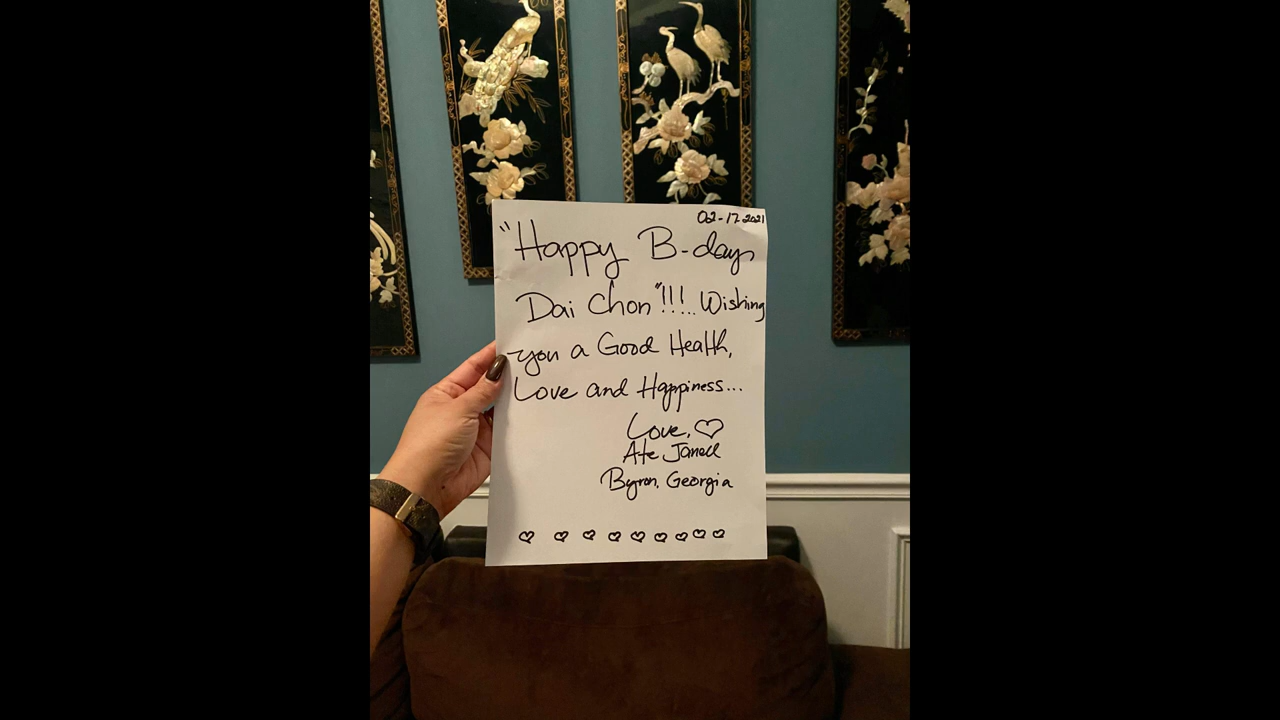 02-17-2021
"Happy B-day
Dai Chon"!!!.. Wishing
you a Good Health,
Love and Happiness...
Love, ♡
Ate Janell
Byron, Georgia
♡ ♡ ♡ ♡ ♡ ♡ ♡ ♡ ♡